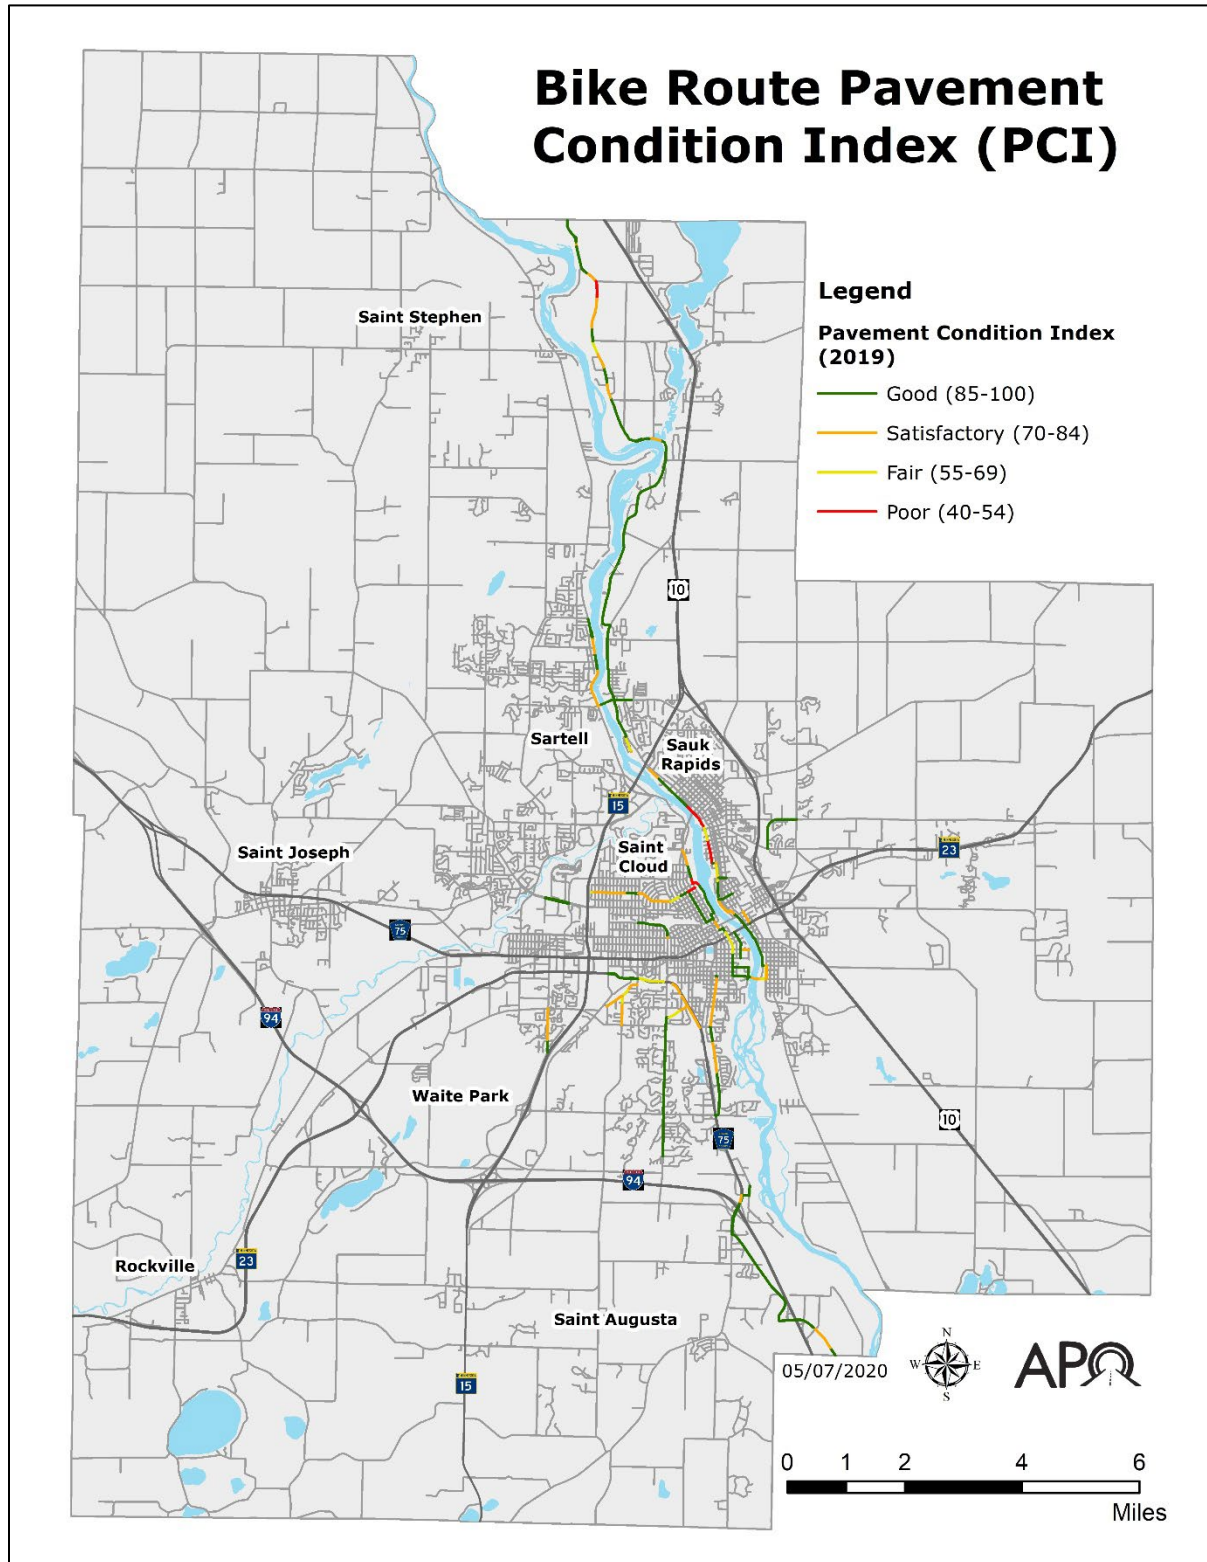 Bike Route Pavement
Condition Index (PCI)
Legend
Pavement Condition Index
(2019)
Good (85-100)
Satisfactory (70-84)
Fair (55-69)
Poor (40-54)
Saint Stephen
10
Sartell
Sauk
Rapids
15
Saint
Cloud
23
Saint Joseph
75
94
Waite Park
10
75
94
Rockville
23
Saint Augusta
15
05/07/2020
N
W
E
S
APO
0
1
2
4
6
Miles